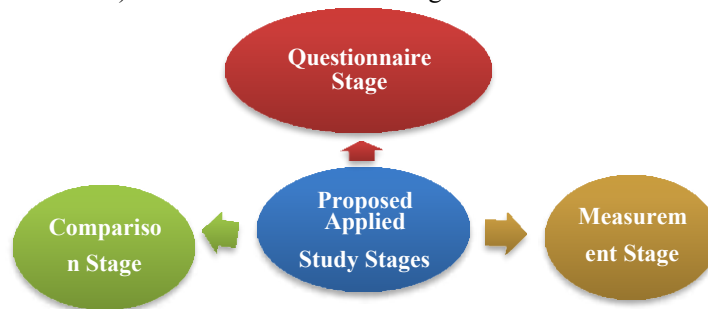 Questionnaire
Stage
Proposed
Applied
Study Stages
Compariso
n Stage
Measurem
ent Stage